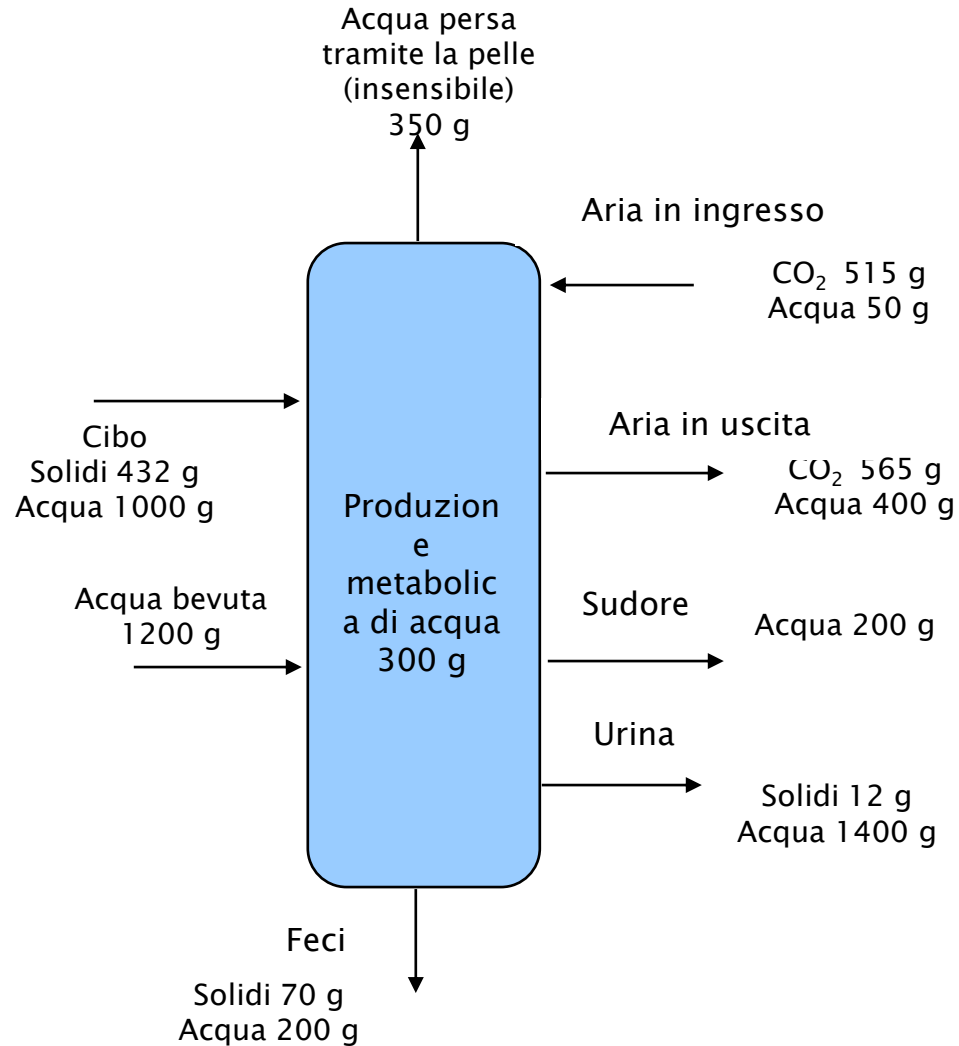 Acqua persa
tramite la pelle
(insensibile)
350 g
Aria in ingresso
CO₂ 515 g
Acqua 50 g
Cibo
Solidi 432 g
Acqua 1000 g
Aria in uscita
CO₂ 565 g
Acqua 400 g
Produzion
e
metabolic
a di acqua
300 g
Acqua bevuta
1200 g
Sudore
Acqua 200 g
Urina
Solidi 12 g
Acqua 1400 g
Feci
Solidi 70 g
Acqua 200 g